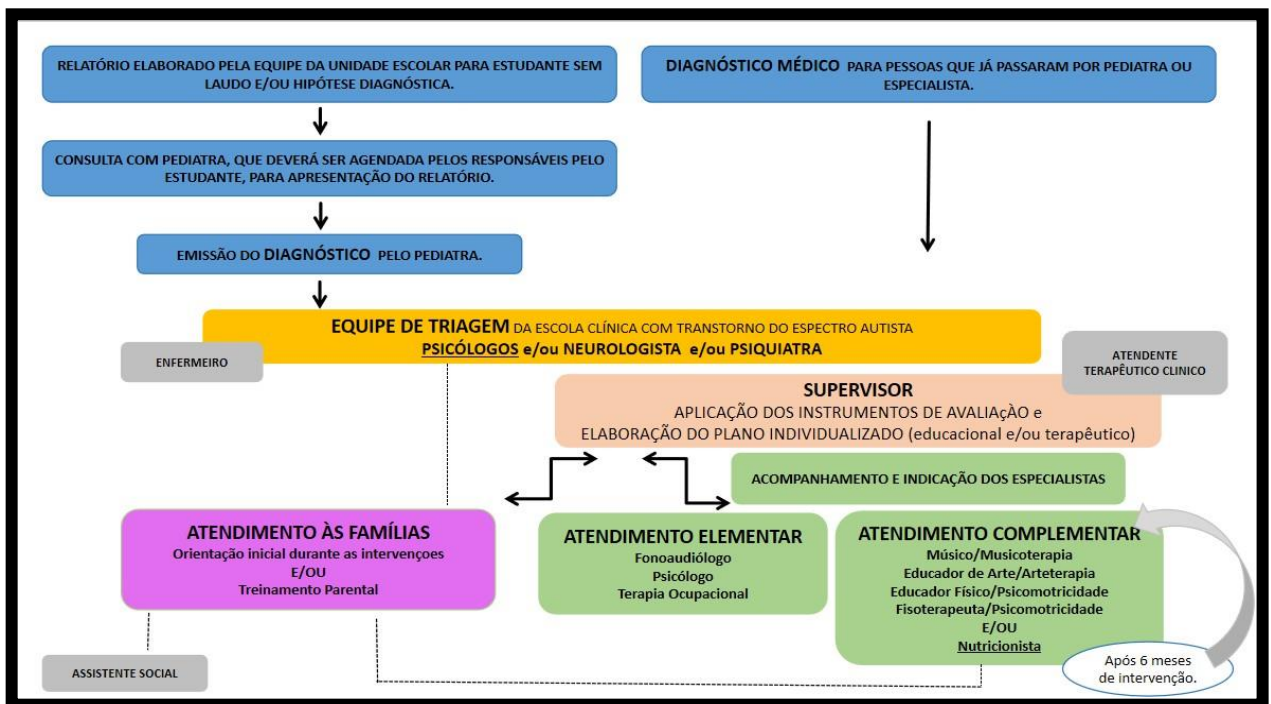 RELATÓRIO ELABORADO PELA EQUIPE DA UNIDADE ESCOLAR PARA ESTUDANTE SEM
LAUDO E/OU HIPÓTESE DIAGNÓSTICA.
DIAGNÓSTICO MÉDICO PARA PESSOAS QUE JÁ PASSARAM POR PEDIATRA OU
ESPECIALISTA.
CONSULTA COM PEDIATRA, QUE DEVERÁ SER AGENDADA PELOS RESPONSÁVEIS PELO
ESTUDANTE, PARA APRESENTAÇÃO DO RELATÓRIO.
EMISSÃO DO DIAGNÓSTICO PELO PEDIATRA.
EQUIPE DE TRIAGEM DA ESCOLA CLÍNICA COM TRANSTORNO DO ESPECTRO AUTISTA
PSICÓLOGOS e/ou NEUROLOGISTA e/ou PSIQUIATRA
ENFERMEIRO
ATENDENTE
TERAPÊUTICO CLINICO
SUPERVISOR
APLICAÇÃO DOS INSTRUMENTOS DE AVALIAçÀO e
ELABORAÇÃO DO PLANO INDIVIDUALIZADO (educacional e/ou terapêutico)
ACOMPANHAMENTO E INDICAÇÃO DOS ESPECIALISTAS
ATENDIMENTO ÀS FAMÍLIAS
Orientação inicial durante as intervençoes
E/OU
Treinamento Parental
ATENDIMENTO ELEMENTAR
Fonoaudiólogo
Psicólogo
Terapia Ocupacional
ATENDIMENTO COMPLEMENTAR
Músico/Musicoterapia
Educador de Arte/Arteterapia
Educador Físico/Psicomotricidade
Fisoterapeuta/Psicomotricidade
E/OU
Nutricionista
ASSISTENTE SOCIAL
Após 6 meses
de intervenção.